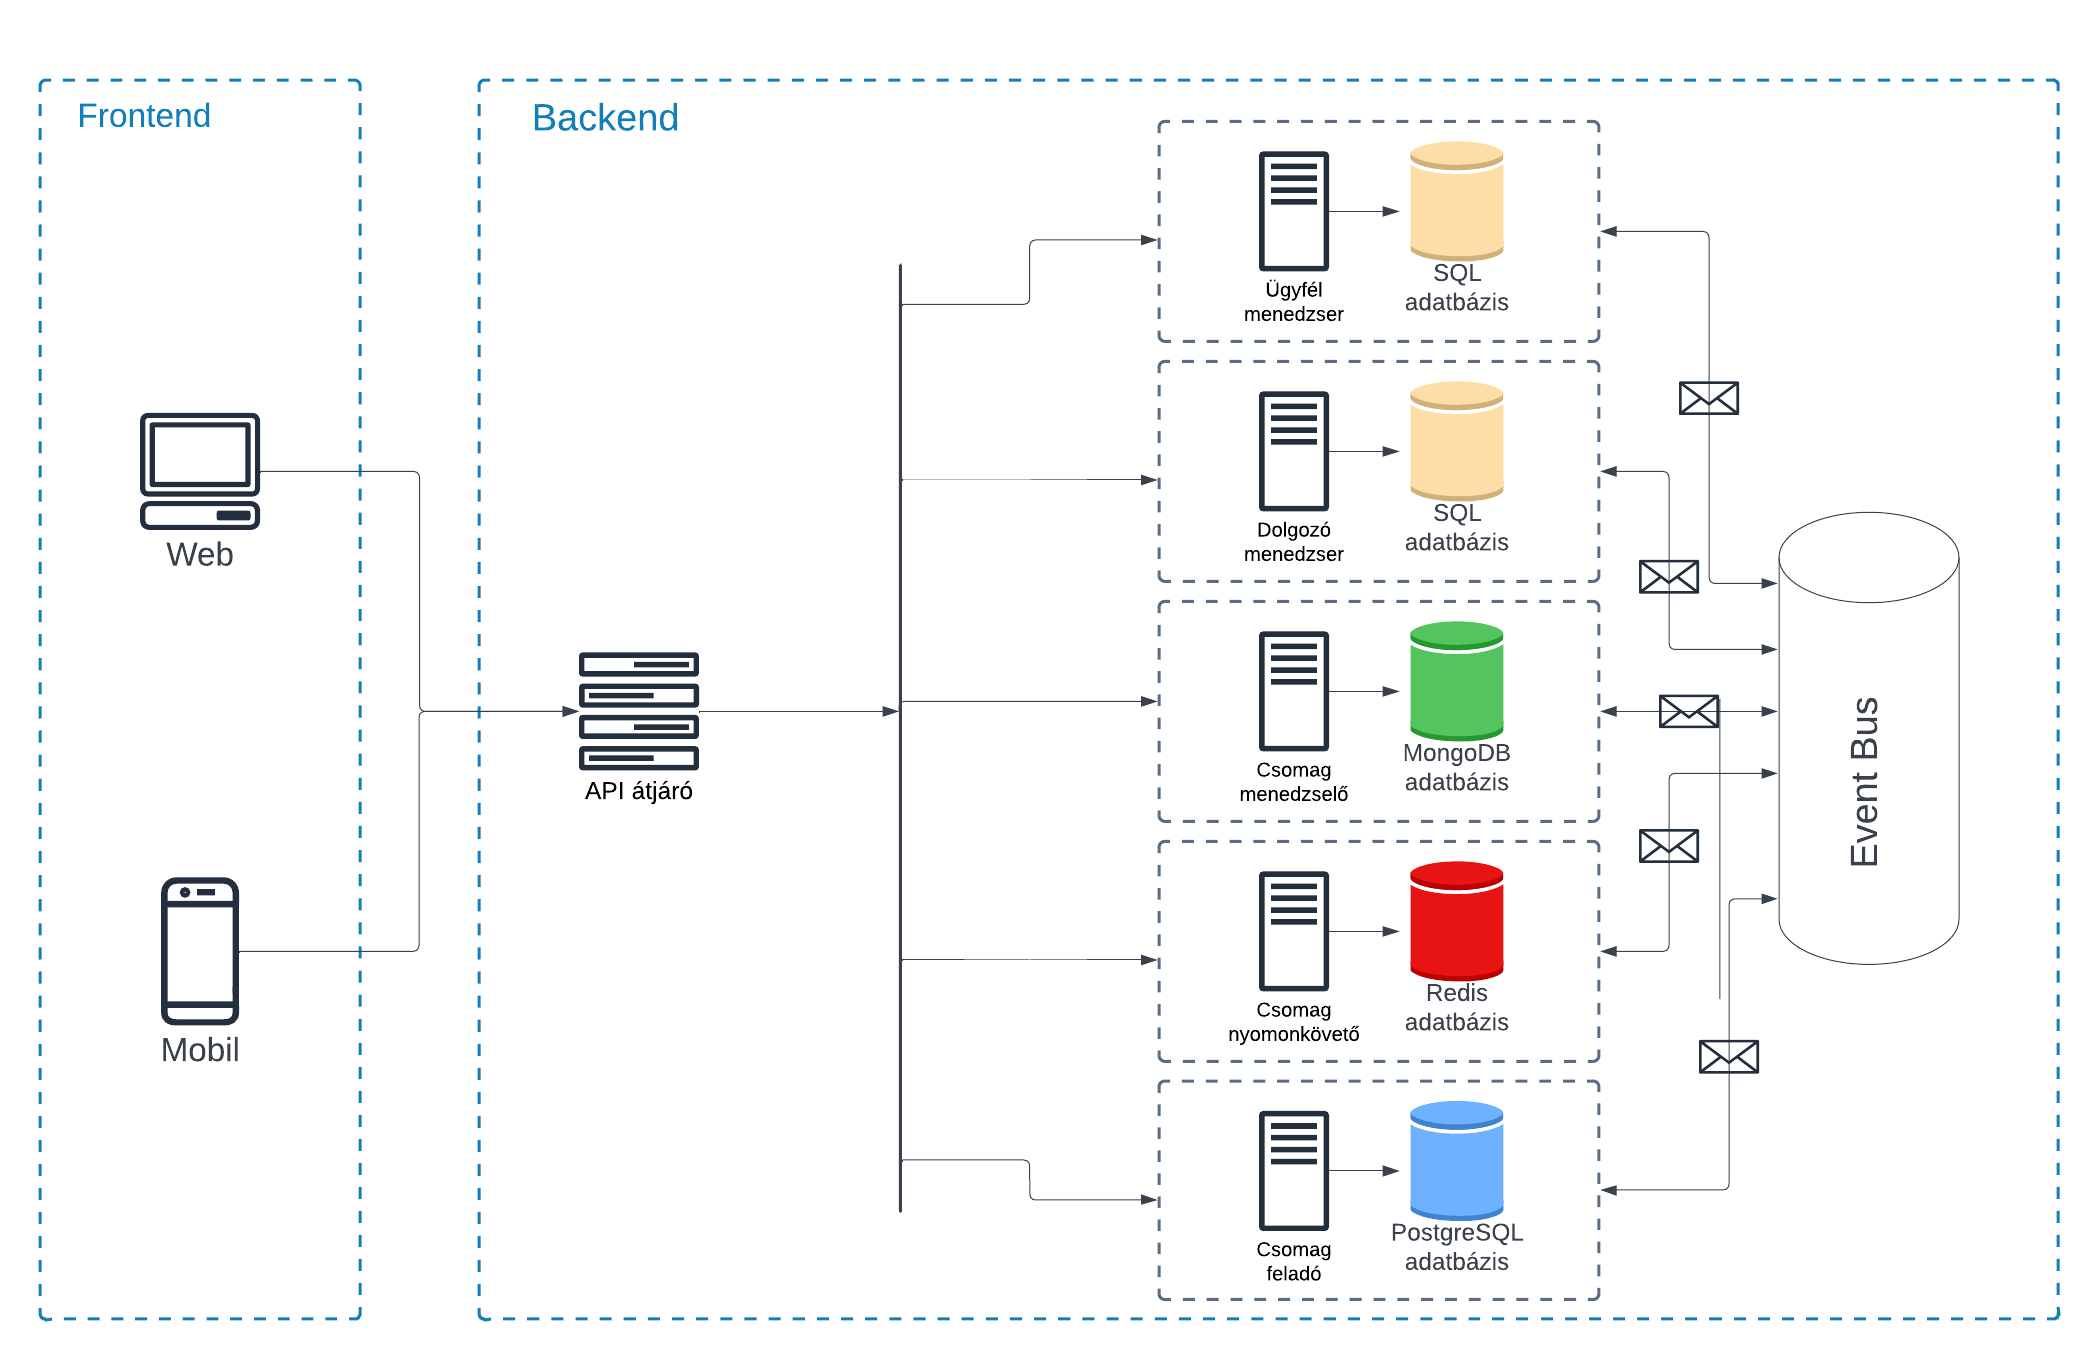 Frontend
Backend
Web
Mobil
API átjáró
Ügyfél
menedzser
SQL
adatbázis
Dolgozó
menedzser
SQL
adatbázis
Csomag
menedzselő
MongoDB
adatbázis
Csomag
nyomonkövető
Redis
adatbázis
Csomag
feladó
PostgreSQL
adatbázis
Event Bus